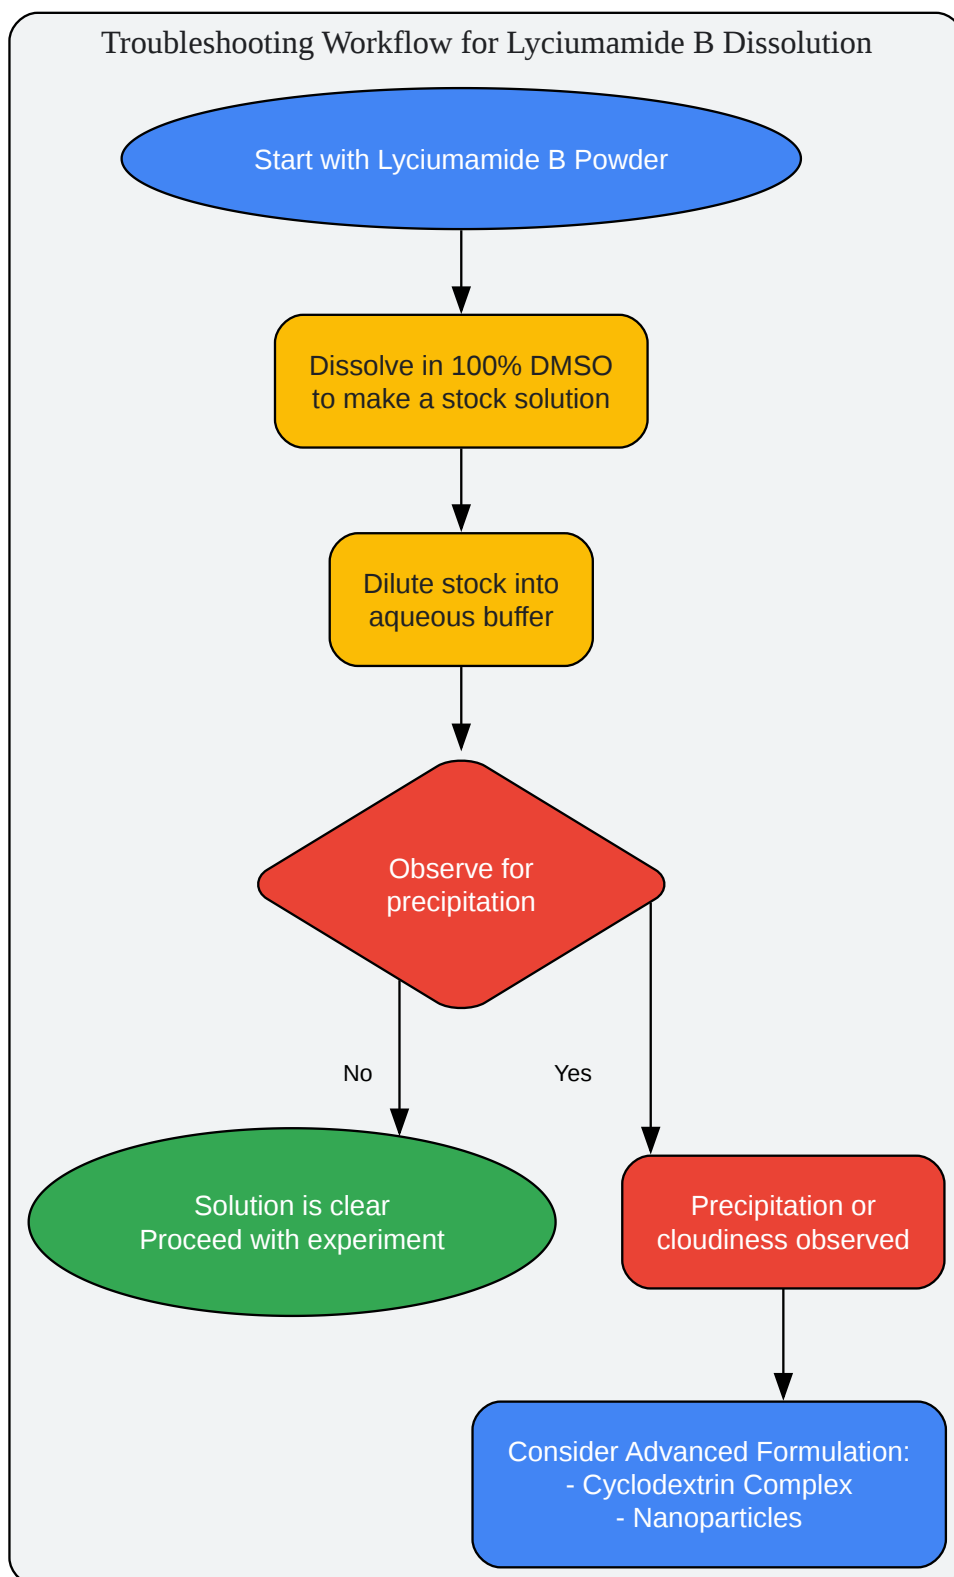 Troubleshooting Workflow for Lyciumamide B Dissolution
Start with Lyciumamide B Powder
Dissolve in 100% DMSO
to make a stock solution
Dilute stock into
aqueous buffer
Observe for
precipitation
No
Yes
Solution is clear
Proceed with experiment
Precipitation or
cloudiness observed
Consider Advanced Formulation:
- Cyclodextrin Complex
- Nanoparticles